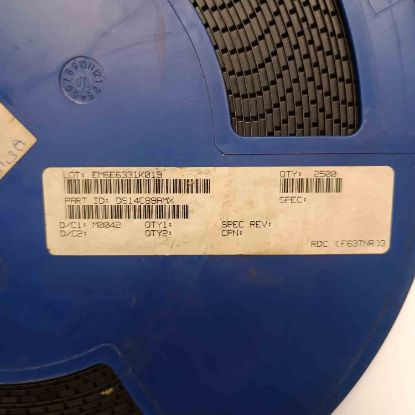 LOT: EM6E6331K019
QTY: 2500
PART ID: DS14C89AMX
SPEC:
D/C1: M0042 QTY1: SPEC REV:
D/C2: QTY2: CPN:
RDC (F63TNR)3